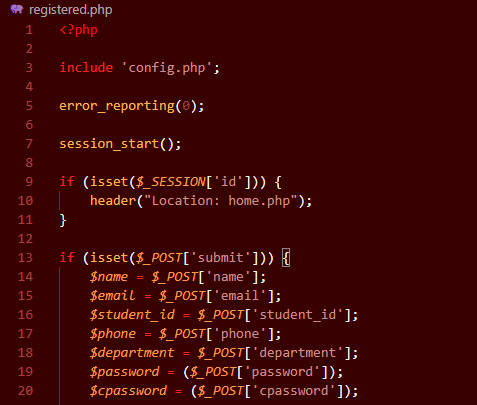 registered.php
1 <?php
2
3 include 'config.php';
4
5 error_reporting(0);
6
7 session_start();
8
9 if (isset($_SESSION['id'])) {
10 header("Location: home.php");
11 }
12
13 if (isset($_POST['submit'])) {
14 $name = $_POST['name'];
15 $email = $_POST['email'];
16 $student_id = $_POST['student_id'];
17 $phone = $_POST['phone'];
18 $department = $_POST['department'];
19 $password = ($_POST['password']);
20 $cpassword = ($_POST['cpassword']);